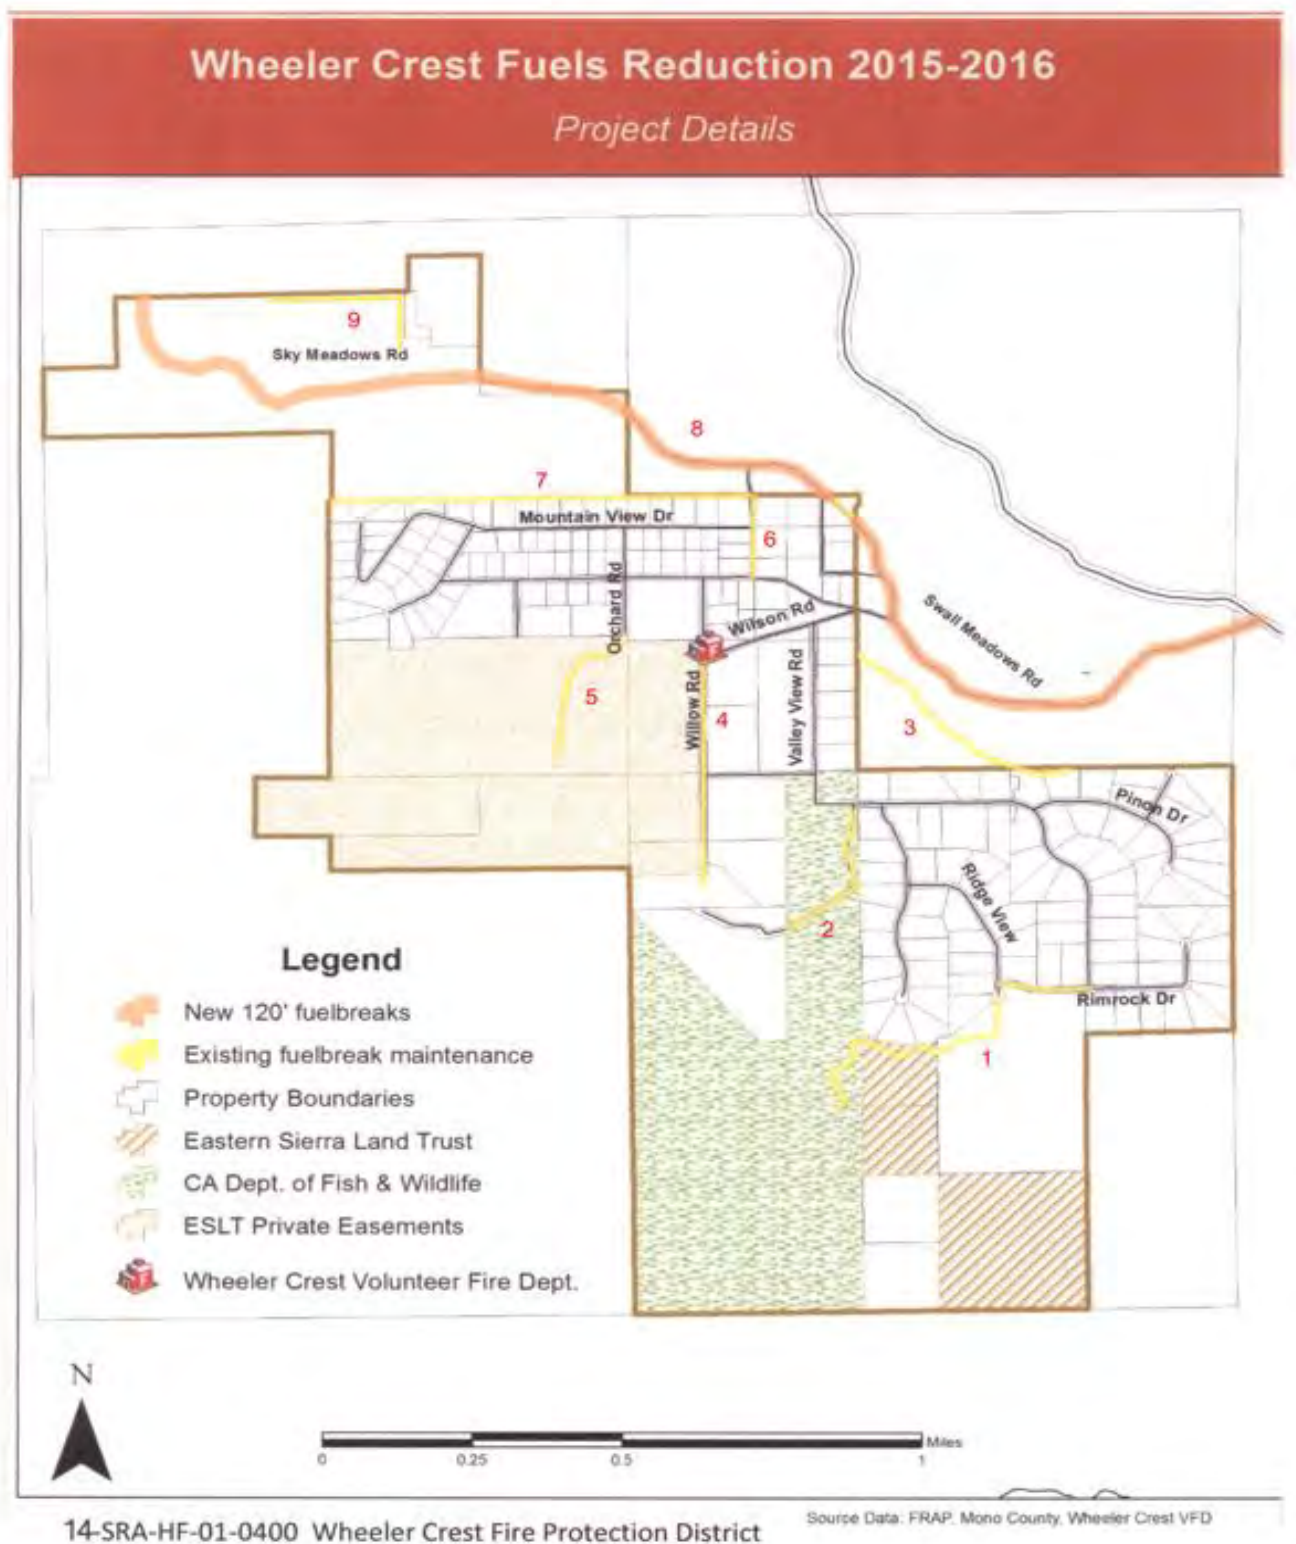 Wheeler Crest Fuels Reduction 2015-2016
Project Details
9
Sky Meadows Rd
8
7
Mountain View Dr
6
Orchard Rd
Wilson Rd
Swall Meadows Rd
5
Willow Rd
4
Valley View Rd
3
Pinon Dr
Ridge View
2
Rimrock Dr
1
Legend
New 120' fuelbreaks
Existing fuelbreak maintenance
Property Boundaries
Eastern Sierra Land Trust
CA Dept. of Fish & Wildlife
ESLT Private Easements
Wheeler Crest Volunteer Fire Dept.
N
Miles
0 0.25 0.5 1
14-SRA-HF-01-0400 Wheeler Crest Fire Protection District
Source Data: FRAP, Mono County, Wheeler Crest VFD